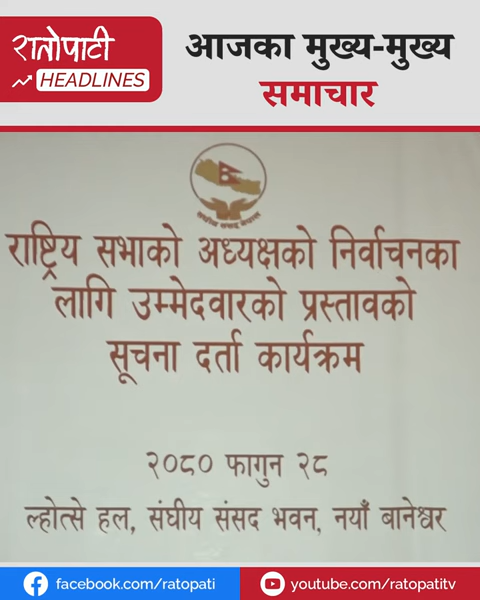 रातोपाटी
HEADLINES
आजका मुख्य-मुख्य
समाचार
संघीय संसद नेपाल
राष्ट्रिय सभाको अध्यक्षको निर्वाचनका
लागि उम्मेदवारको प्रस्तावको
सूचना दर्ता कार्यक्रम
२०८० फागुन २८
ल्होत्से हल, संघीय संसद भवन, नयाँ बानेश्वर
facebook.com/ratopati
youtube.com/ratopatitv